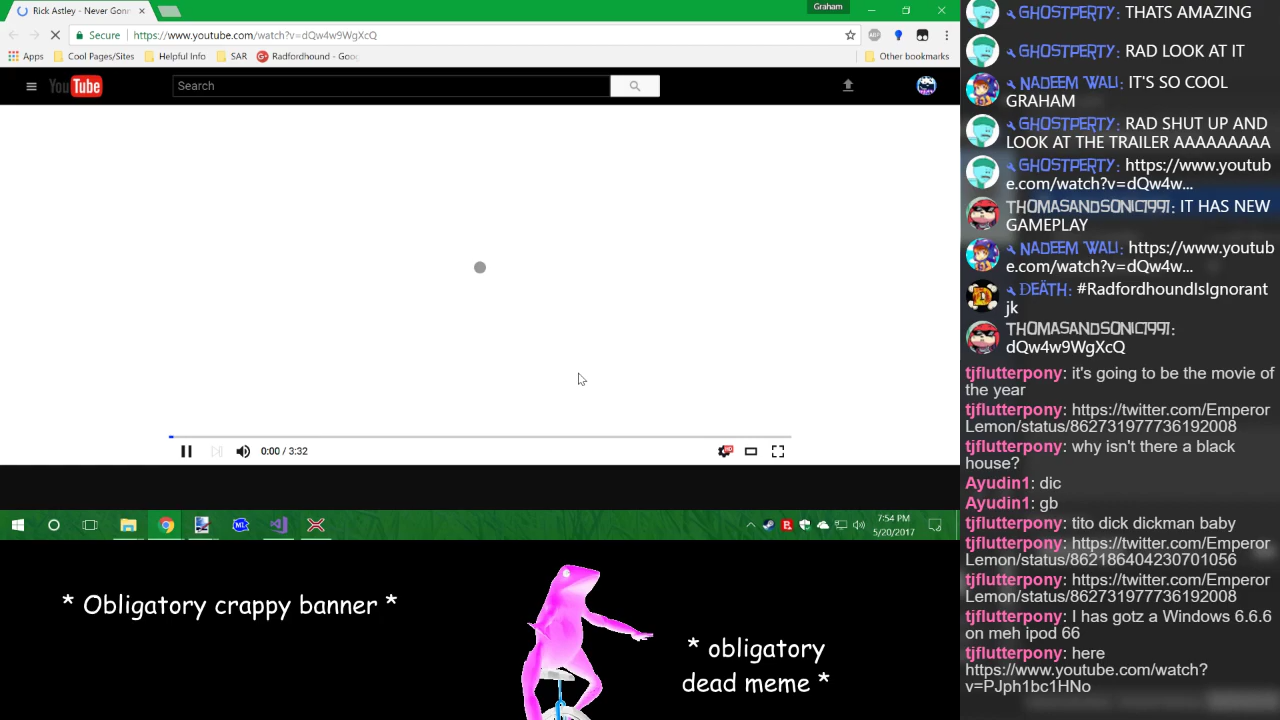 Rick Astley - Never Gonn
Graham
Secure
https://www.youtube.com/watch?v=dQw4w9WgXcQ
Apps
Cool Pages/Sites
Helpful Info
SAR
Radfordhound - Goo
Other bookmarks
YouTube
Search
0:00 / 3:32
HD
ABP
ML
7:54 PM
5/20/2017
* Obligatory crappy banner *
* obligatory
dead meme *
GHOSTPERTY: THATS AMAZING
GHOSTPERTY: RAD LOOK AT IT
NADEEM WALI: IT'S SO COOL
GRAHAM
GHOSTPERTY: RAD SHUT UP AND
LOOK AT THE TRAILER AAAAAAAAA
GHOSTPERTY: https://www.youtub
e.com/watch?v=dQw4w...
THOMASANDSONIC1991: IT HAS NEW
GAMEPLAY
NADEEM WALI: https://www.youtub
e.com/watch?v=dQw4w...
DEÄTH: #RadfordhoundIsIgnorant
jk
THOMASANDSONIC1991:
dQw4w9WgXcQ
tjflutterpony: it's going to be the movie of
the year
tjflutterpony: https://twitter.com/Emperor
Lemon/status/862731977736192008
tjflutterpony: why isn't there a black
house?
Ayudin1: dic
Ayudin1: gb
tjflutterpony: tito dick dickman baby
tjflutterpony: https://twitter.com/Emperor
Lemon/status/862186404230701056
tjflutterpony: https://twitter.com/Emperor
Lemon/status/862731977736192008
tjflutterpony: I has gotz a Windows 6.6.6
on meh ipod 66
tjflutterpony: here
https://www.youtube.com/watch?
v=PJph1bc1HNo